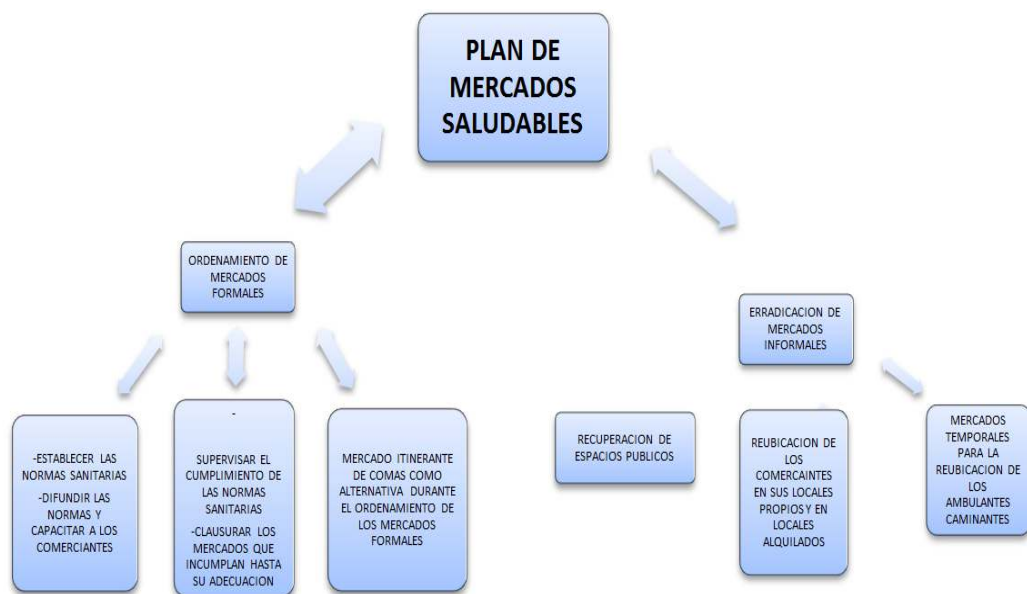 PLAN DE
MERCADOS
SALUDABLES
ORDENAMIENTO DE
MERCADOS
FORMALES
ERRADICACION DE
MERCADOS
INFORMALES
-ESTABLECER LAS
NORMAS SANITARIAS
-DIFUNDIR LAS
NORMAS Y
CAPACITAR A LOS
COMERCIANTES
-
SUPERVISAR EL
CUMPLIMIENTO DE
LAS NORMAS
SANITARIAS
-CLAUSURAR LOS
MERCADOS QUE
INCUMPLAN HASTA
SU ADECUACION
MERCADO ITINERANTE
DE COMAS COMO
ALTERNATIVA DURANTE
EL ORDENAMIENTO DE
LOS MERCADOS
FORMALES
RECUPERACION DE
ESPACIOS PUBLICOS
REUBICACION DE
LOS
COMERCAINTES
EN SUS LOCALES
PROPIOS Y EN
LOCALES
ALQUILADOS
MERCADOS
TEMPORALES
PARA LA
REUBICACION DE
LOS
AMBULANTES
CAMINANTES